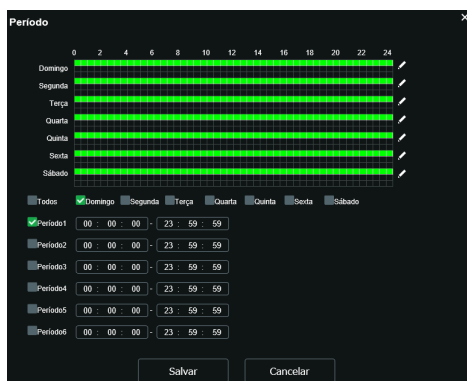 Período
0 2 4 6 8 10 12 14 16 18 20 22 24
Domingo
Segunda
Terça
Quarta
Quinta
Sexta
Sábado
Todos Domingo Segunda Terça Quarta Quinta Sexta Sábado
Período1 00 : 00 : 00 - 23 : 59 : 59
Período2 00 : 00 : 00 - 23 : 59 : 59
Período3 00 : 00 : 00 - 23 : 59 : 59
Período4 00 : 00 : 00 - 23 : 59 : 59
Período5 00 : 00 : 00 - 23 : 59 : 59
Período6 00 : 00 : 00 - 23 : 59 : 59
Salvar Cancelar